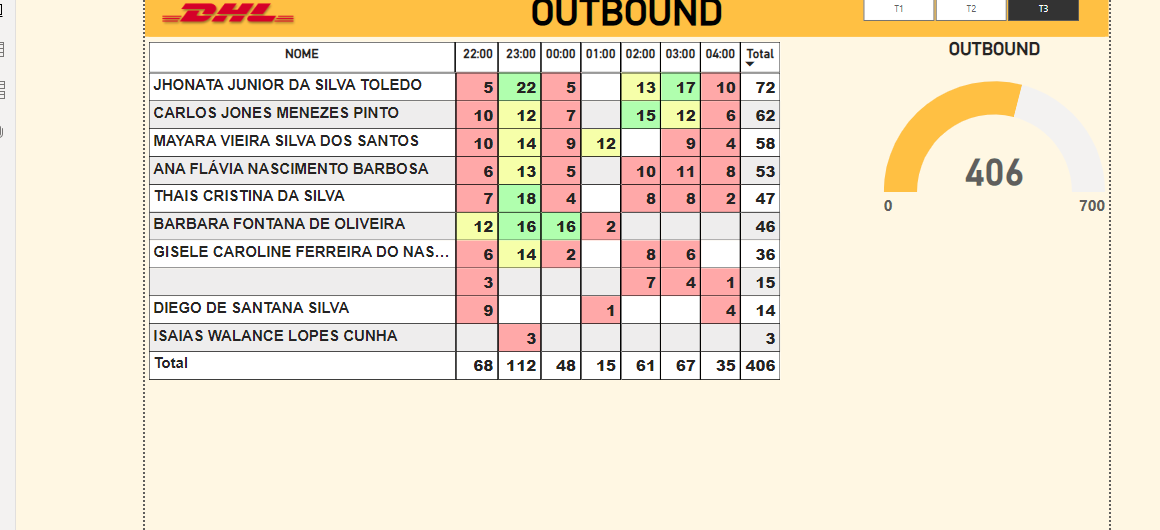 DHL OUTBOUND T1 T2 T3
NOME 22:00 23:00 00:00 01:00 02:00 03:00 04:00 Total
JHONATA JUNIOR DA SILVA TOLEDO 5 22 5 13 17 10 72
CARLOS JONES MENEZES PINTO 10 12 7 15 12 6 62
MAYARA VIEIRA SILVA DOS SANTOS 10 14 9 12 9 4 58
ANA FLÁVIA NASCIMENTO BARBOSA 6 13 5 10 11 8 53
THAIS CRISTINA DA SILVA 7 18 4 8 8 2 47
BARBARA FONTANA DE OLIVEIRA 12 16 16 2 46
GISELE CAROLINE FERREIRA DO NAS... 6 14 2 8 6 36
3 7 4 1 15
DIEGO DE SANTANA SILVA 9 1 4 14
ISAIAS WALANCE LOPES CUNHA 3 3
Total 68 112 48 15 61 67 35 406
OUTBOUND
406
0 700